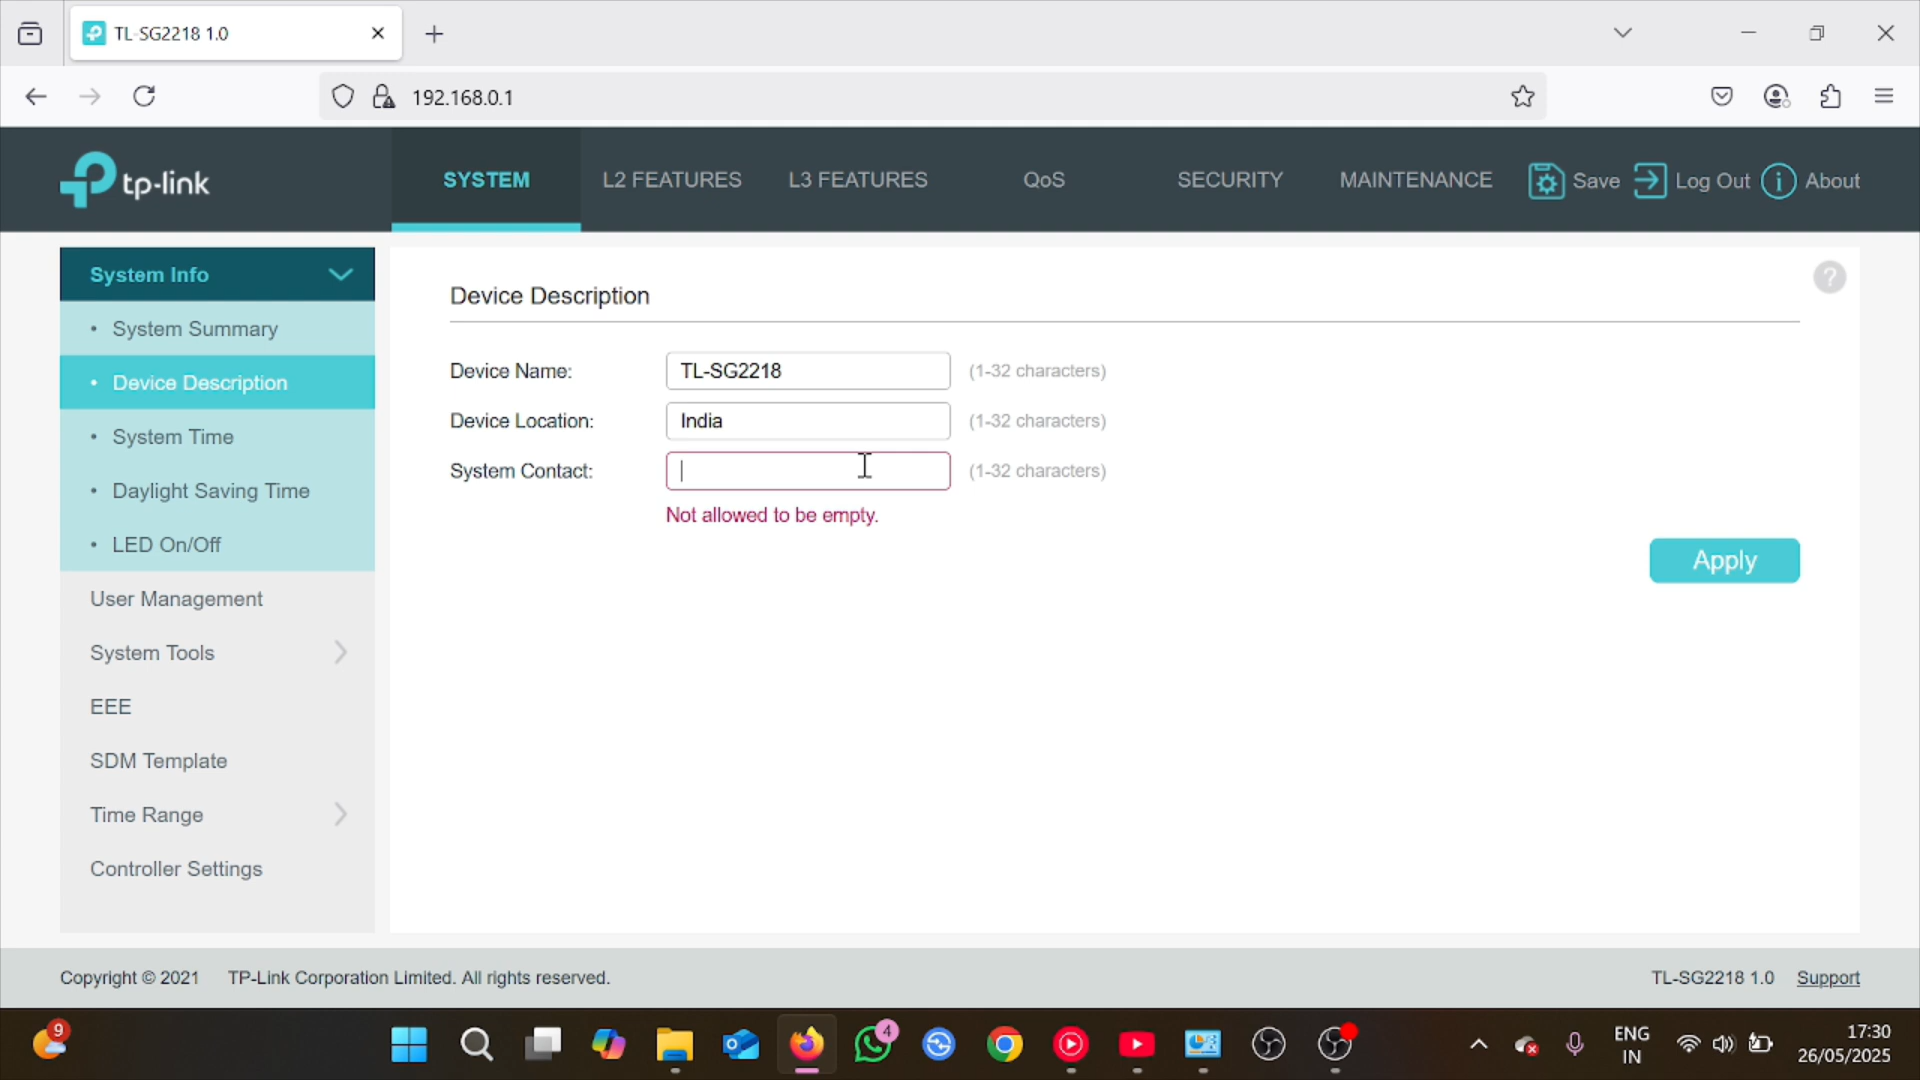 TL-SG2218 1.0
192.168.0.1
tp-link
SYSTEM
L2 FEATURES
L3 FEATURES
QoS
SECURITY
MAINTENANCE
Save
Log Out
About
System Info
System Summary
Device Description
System Time
Daylight Saving Time
LED On/Off
User Management
System Tools
EEE
SDM Template
Time Range
Controller Settings
Device Description
Device Name: TL-SG2218 (1-32 characters)
Device Location: India (1-32 characters)
System Contact: (1-32 characters)
Not allowed to be empty.
Apply
Copyright © 2021 TP-Link Corporation Limited. All rights reserved.
TL-SG2218 1.0 Support
9
4
ENG
IN
17:30
26/05/2025